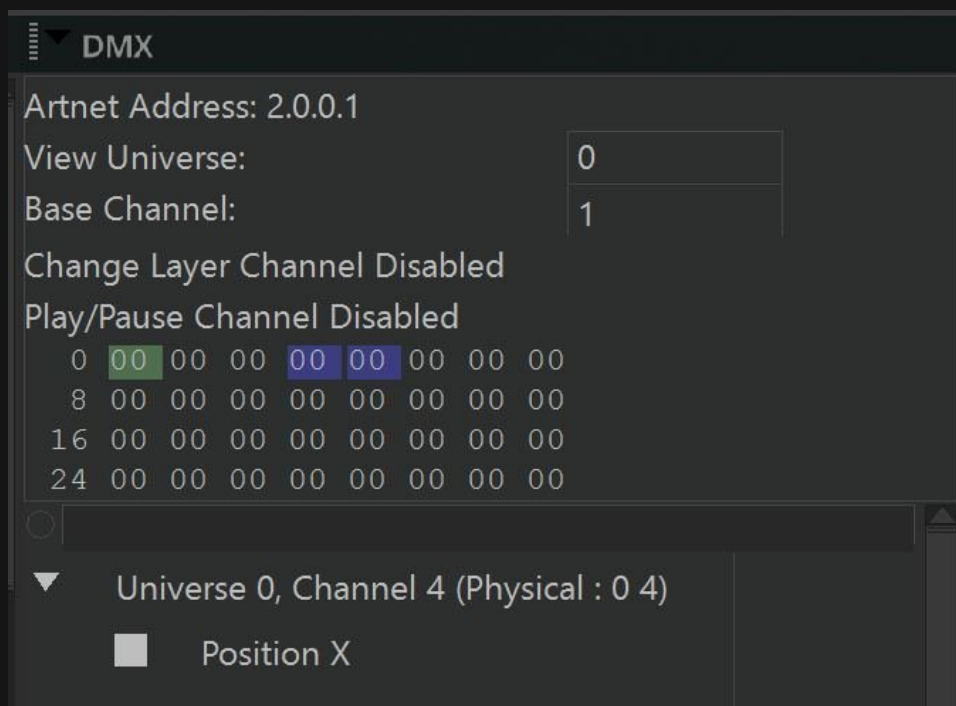 DMX
Artnet Address: 2.0.0.1
View Universe: 0
Base Channel: 1
Change Layer Channel Disabled
Play/Pause Channel Disabled
0 00 00 00 00 00 00 00 00
8 00 00 00 00 00 00 00 00
16 00 00 00 00 00 00 00 00
24 00 00 00 00 00 00 00 00
Universe 0, Channel 4 (Physical : 0 4)
Position X